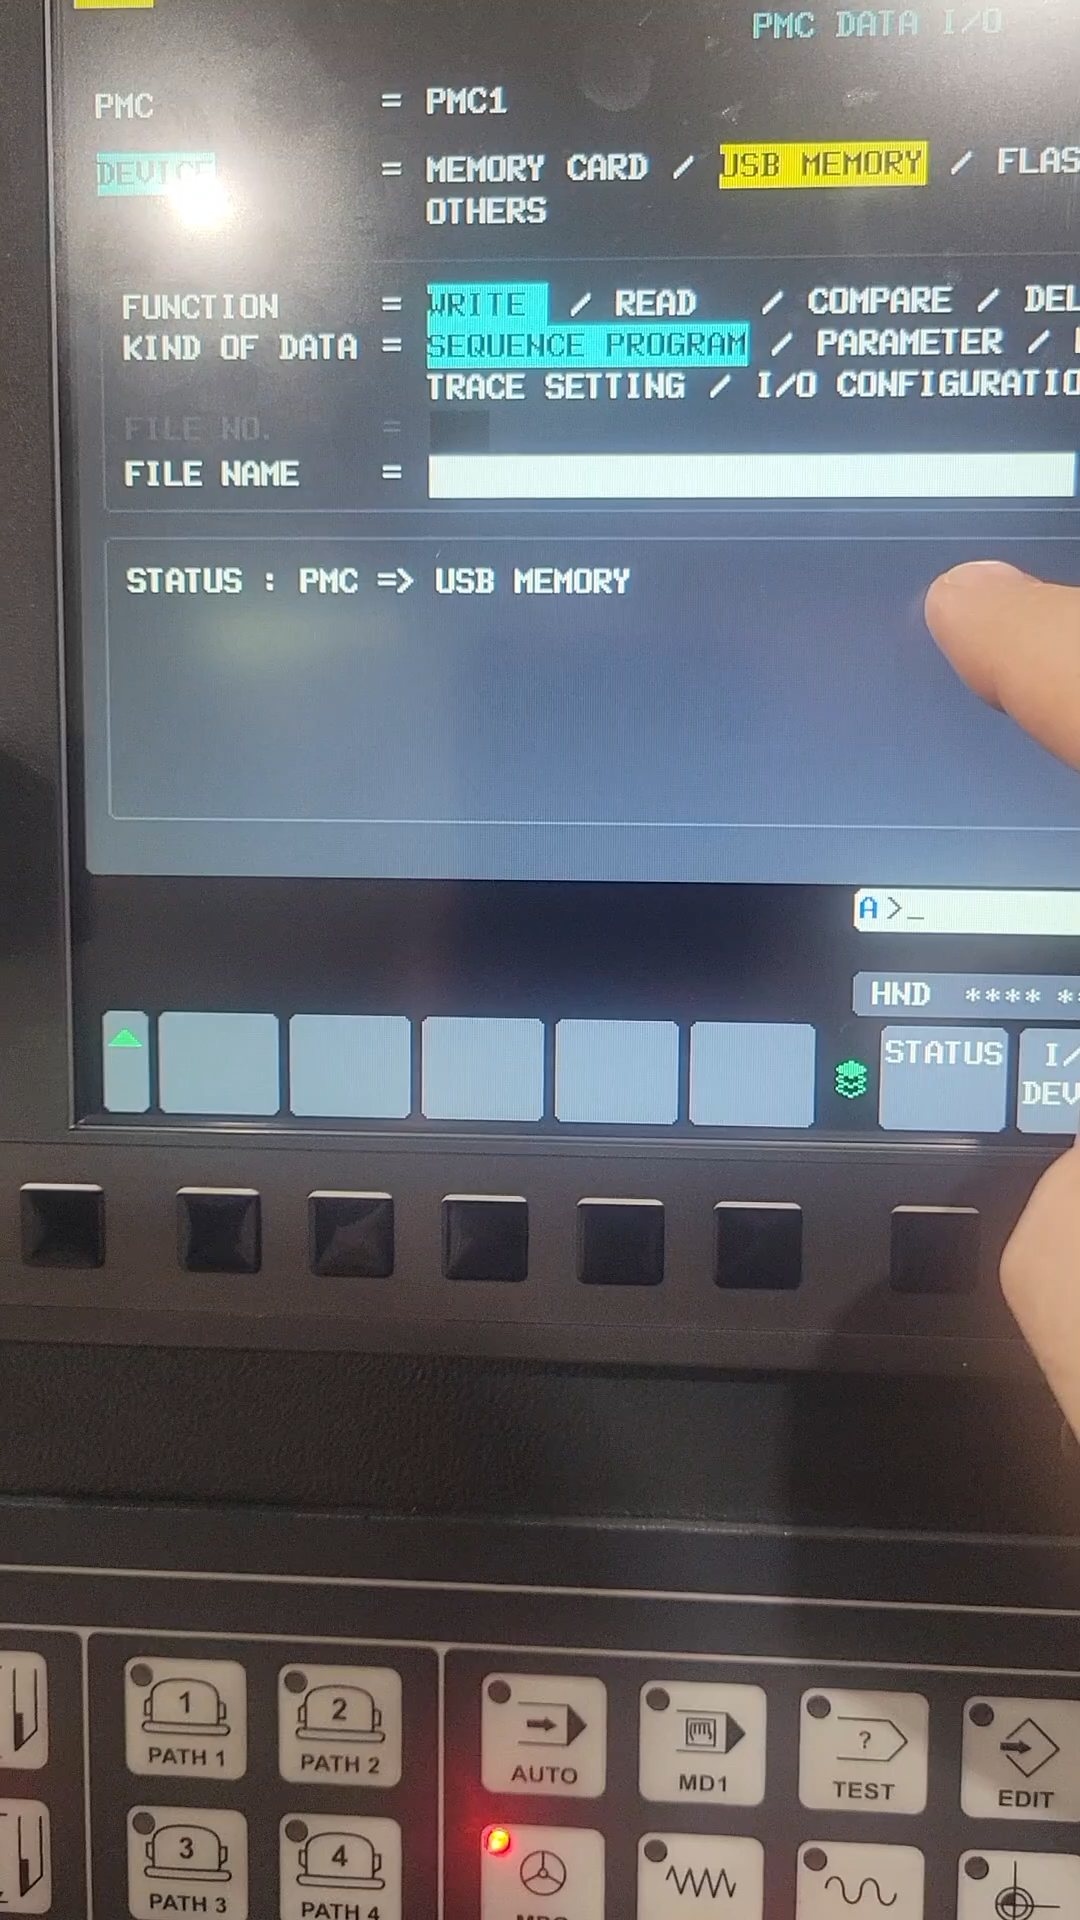 PMC DATA I/O
PMC = PMC1
DEVICE = MEMORY CARD / USB MEMORY / FLAS
OTHERS
FUNCTION = WRITE / READ / COMPARE / DEL
KIND OF DATA = SEQUENCE PROGRAM / PARAMETER /
TRACE SETTING / I/O CONFIGURATIO
FILE NO. =
FILE NAME =
STATUS : PMC => USB MEMORY
A >_
HND **** **
STATUS I/
DEV
1 2 ?
PATH 1 PATH 2 AUTO MD1 TEST EDIT
3 4
PATH 3 PATH 4